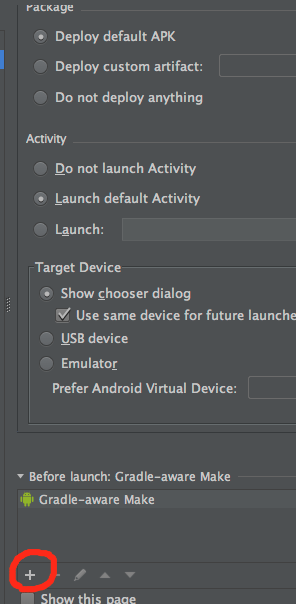 Package
Deploy default APK
Deploy custom artifact:
Do not deploy anything
Activity
Do not launch Activity
Launch default Activity
Launch:
Target Device
Show chooser dialog
Use same device for future launche
USB device
Emulator
Prefer Android Virtual Device:
Before launch: Gradle-aware Make
Gradle-aware Make
Show this page